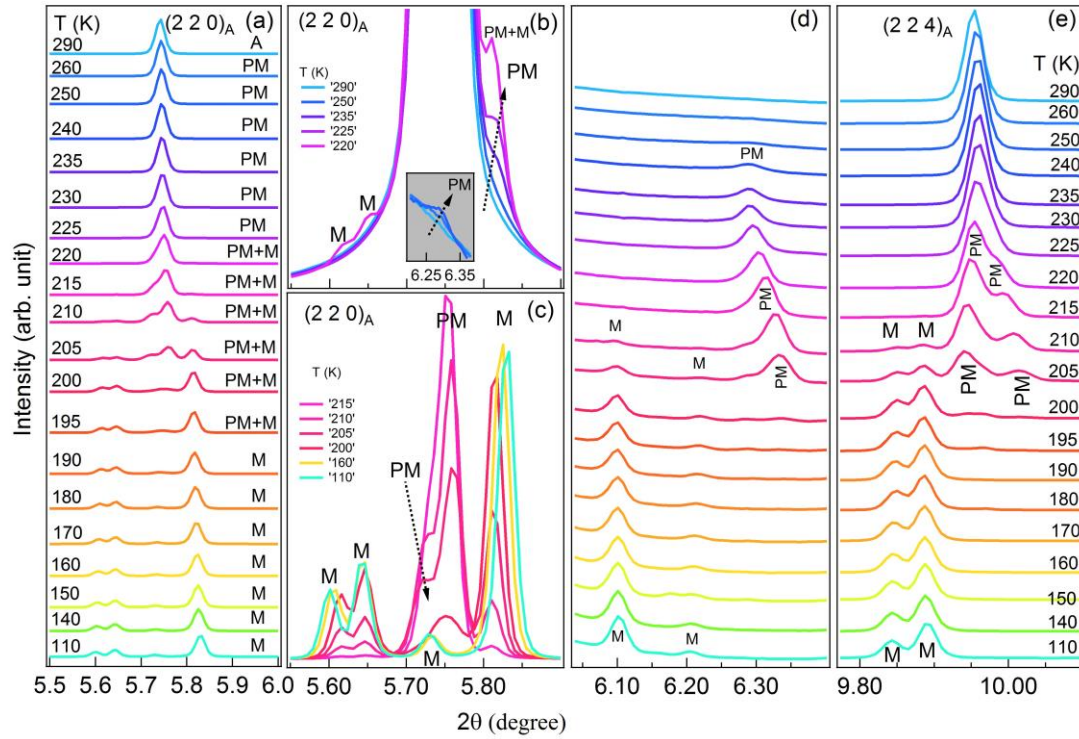 T (K) (2 2 0)A (a)
290 A
260 PM
250 PM
240 PM
235 PM
230 PM
225 PM
220 PM+M
215 PM+M
210 PM+M
205 PM+M
200 PM+M
195 PM+M
190 M
180 M
170 M
160 M
150 M
140 M
110 M
5.5 5.6 5.7 5.8 5.9 6.0
Intensity (arb. unit)
(2 2 0)A (b)
PM+M
PM
T (K)
'290'
'250'
'235'
'225'
'220'
M M
PM
6.25 6.35
(2 2 0)A (c)
PM M
T (K)
'215'
'210'
'205'
'200'
'160'
'110'
PM
M M
M
5.60 5.70 5.80
(d)
PM
PM
M
M
PM
M M
6.10 6.20 6.30
(2 2 4)A (e)
T (K)
290
260
250
240
235
230
225
PM
PM
220
215
M M 210
205
PM PM
200
195
190
180
170
160
150
140
110
M M
9.80 10.00
2θ (degree)